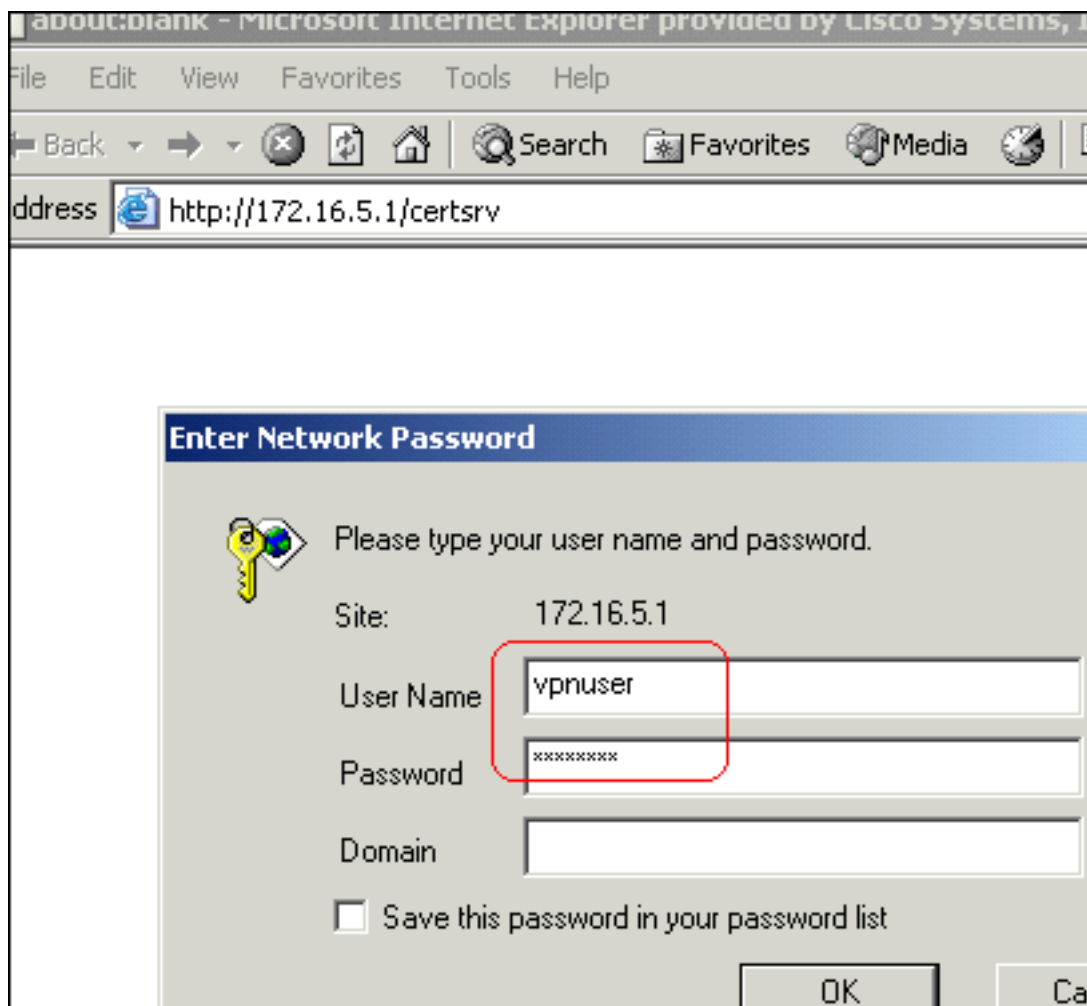 about:blank - Microsoft Internet Explorer provided by Cisco Systems,
File Edit View Favorites Tools Help
Back Search Favorites Media
ddress http://172.16.5.1/certsrv
Enter Network Password
Please type your user name and password.
Site: 172.16.5.1
User Name vpnuser
Password ××××××××
Domain
Save this password in your password list
OK Ca